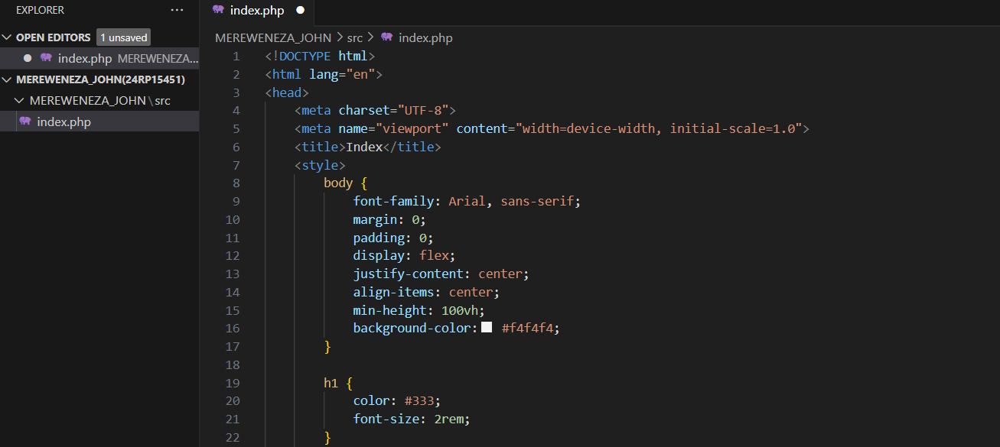 EXPLORER ...
index.php
OPEN EDITORS 1 unsaved
index.php MEREWENEZA...
MEREWENEZA_JOHN(24RP15451)
MEREWENEZA_JOHN\src
index.php
MEREWENEZA_JOHN > src > index.php
1 <!DOCTYPE html>
2 <html lang="en">
3 <head>
4 <meta charset="UTF-8">
5 <meta name="viewport" content="width=device-width, initial-scale=1.0">
6 <title>Index</title>
7 <style>
8 body {
9 font-family: Arial, sans-serif;
10 margin: 0;
11 padding: 0;
12 display: flex;
13 justify-content: center;
14 align-items: center;
15 min-height: 100vh;
16 background-color: #f4f4f4;
17 }
18
19 h1 {
20 color: #333;
21 font-size: 2rem;
22 }